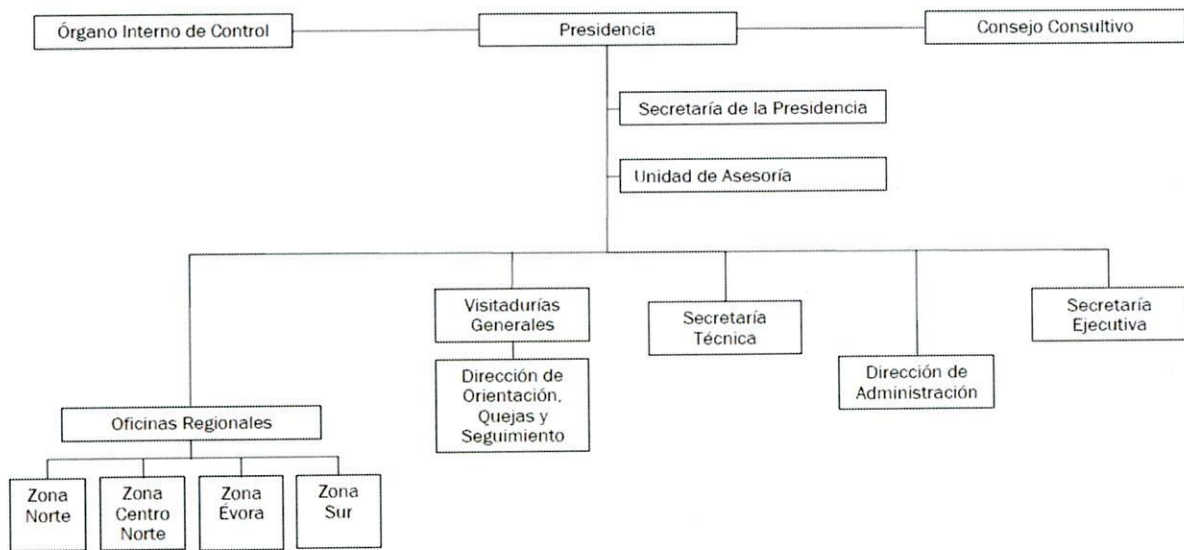 Órgano Interno de Control
Presidencia
Consejo Consultivo
Secretaría de la Presidencia
Unidad de Asesoría
Visitadurías
Generales
Secretaría
Técnica
Secretaría
Ejecutiva
Dirección de
Orientación,
Quejas y
Seguimiento
Dirección de
Administración
Oficinas Regionales
Zona
Norte
Zona
Centro
Norte
Zona
Évora
Zona
Sur